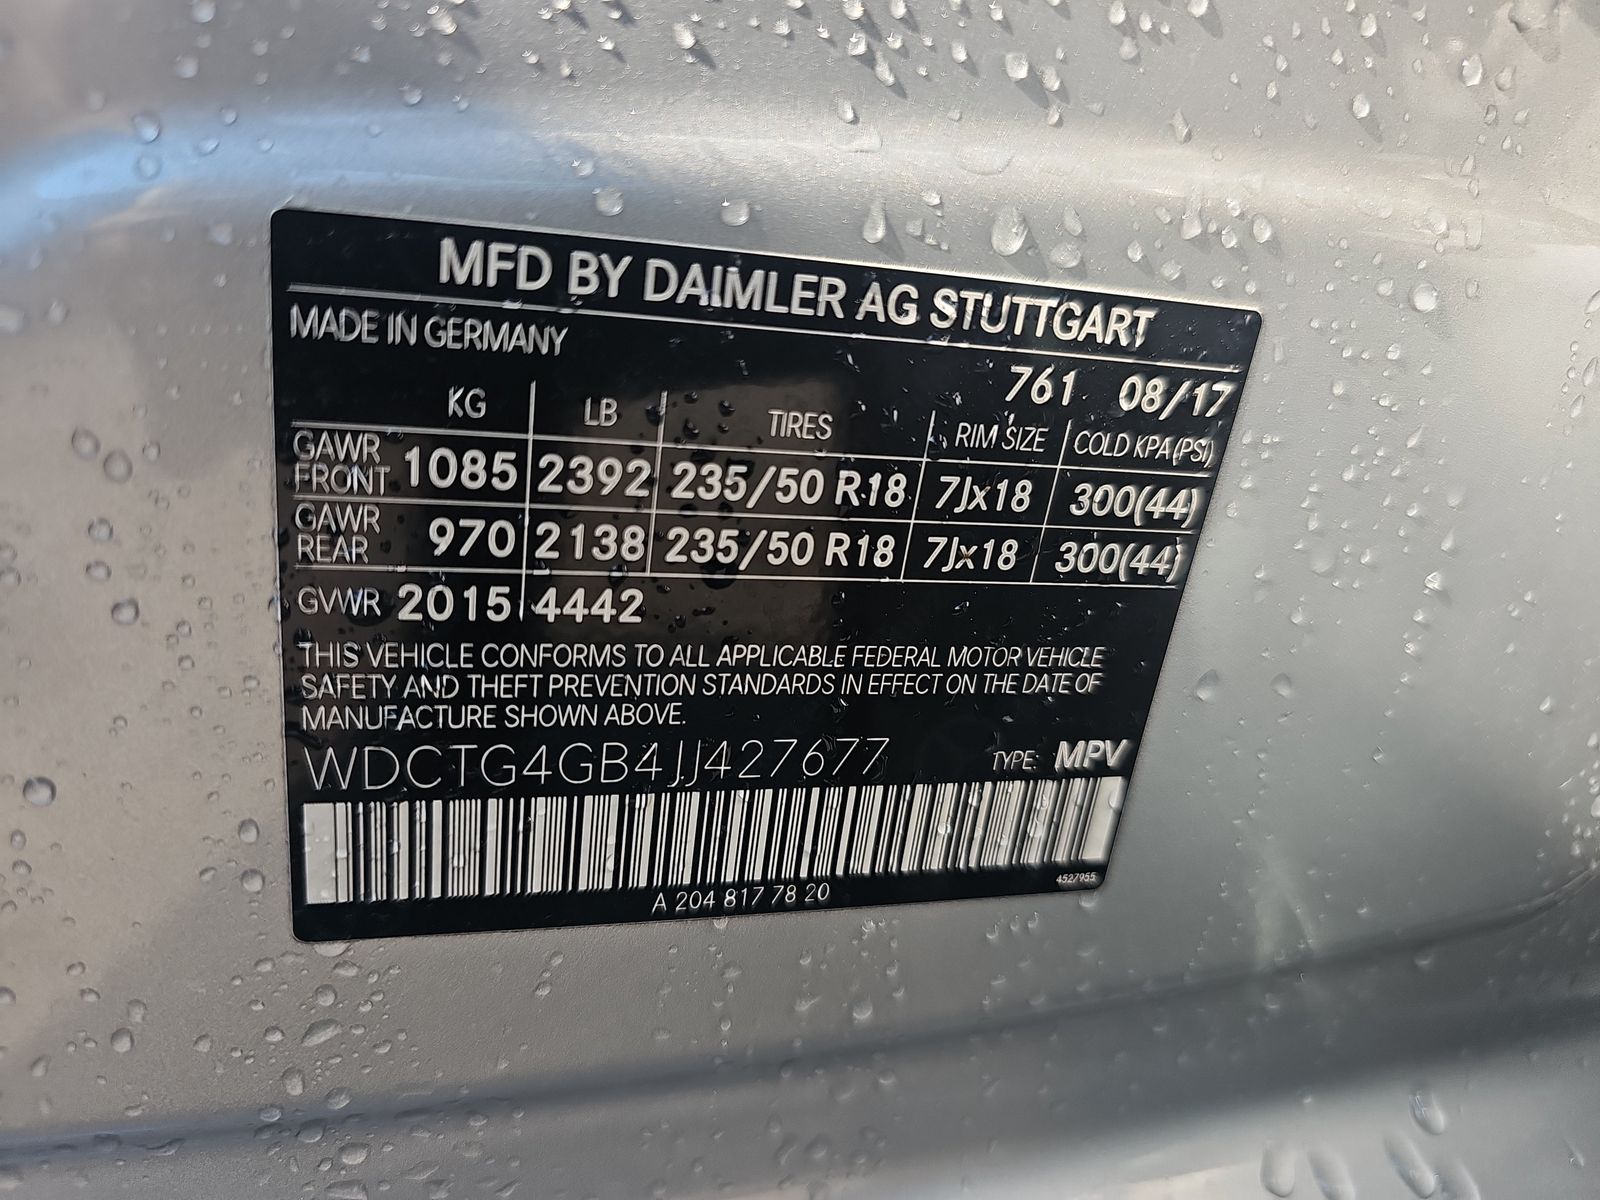 MFD BY DAIMLER AG STUTTGART
MADE IN GERMANY
761 08/17
KG LB TIRES RIM SIZE COLD KPA(PSI)
GAWR FRONT 1085 2392 235/50 R18 7Jx18 300(44)
GAWR REAR 970 2138 235/50 R18 7Jx18 300(44)
GVWR 2015 4442
THIS VEHICLE CONFORMS TO ALL APPLICABLE FEDERAL MOTOR VEHICLE
SAFETY AND THEFT PREVENTION STANDARDS IN EFFECT ON THE DATE OF
MANUFACTURE SHOWN ABOVE.
WDCTG4GB4JJ427677 TYPE: MPV
A 204 817 78 20
4527955